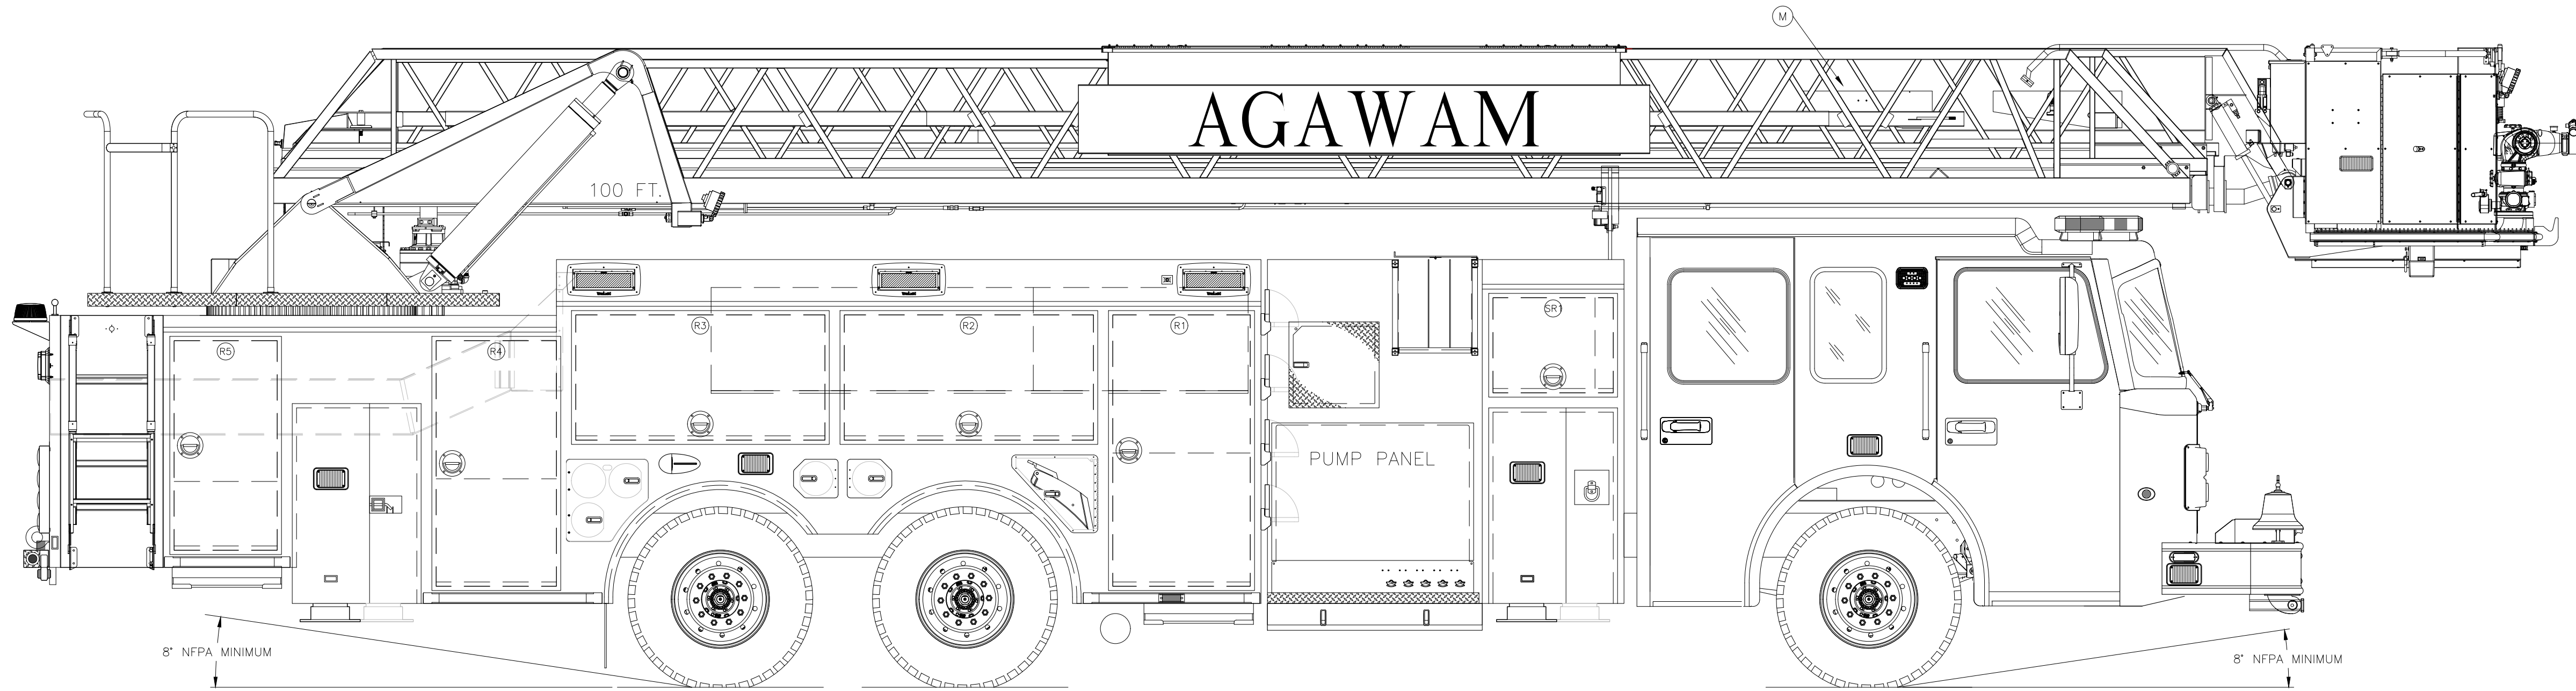 M
AGAWAM
100 FT.
R3
R2
R1
SR1
R5
R4
PUMP PANEL
8° NFPA MINIMUM
8° NFPA MINIMUM